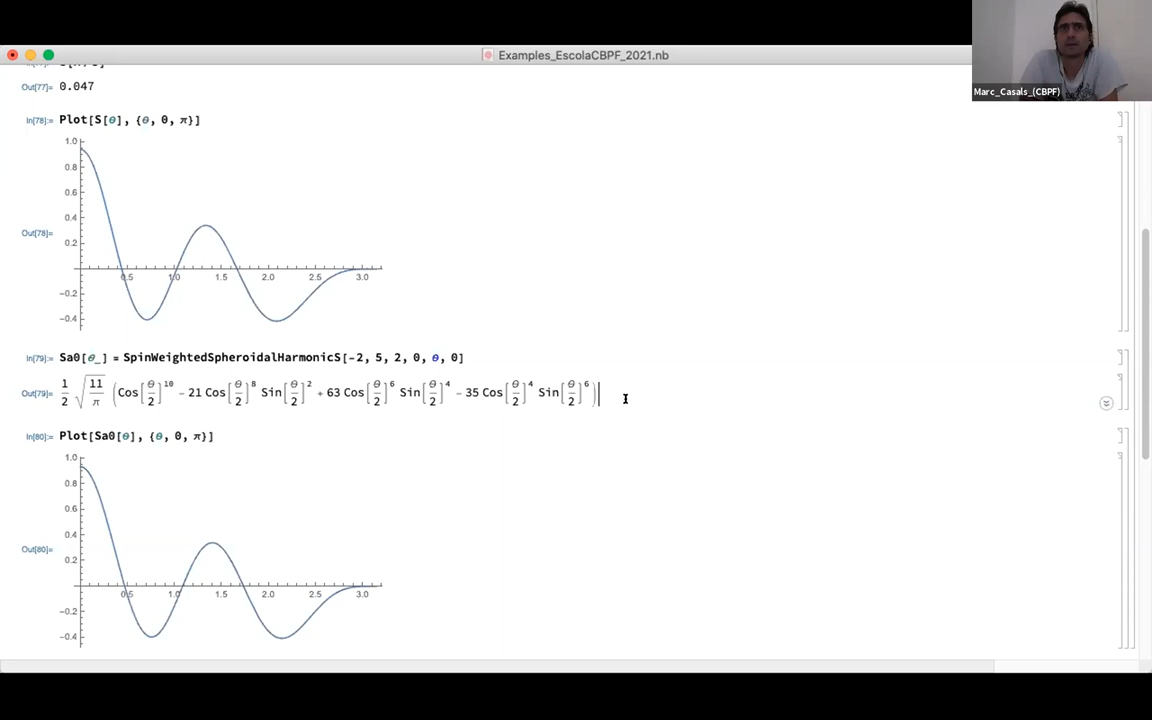 Examples_EscolaCBPF_2021.nb
Marc_Casals_(CBPF)
Out[77]= 0.047
In[78]:= Plot[S[θ], {θ, 0, π}]
1.0
0.8
0.6
0.4
Out[78]=
0.2
0.5 1.0 1.5 2.0 2.5 3.0
-0.2
-0.4
In[79]:= Sa0[θ_] = SpinWeightedSpheroidalHarmonicS[-2, 5, 2, 0, θ, 0]
Out[79]= 1/2 √(11/π) (Cos[θ/2]^10 - 21 Cos[θ/2]^8 Sin[θ/2]^2 + 63 Cos[θ/2]^6 Sin[θ/2]^4 - 35 Cos[θ/2]^4 Sin[θ/2]^6)
In[80]:= Plot[Sa0[θ], {θ, 0, π}]
1.0
0.8
0.6
0.4
Out[80]=
0.2
0.5 1.0 1.5 2.0 2.5 3.0
-0.2
-0.4